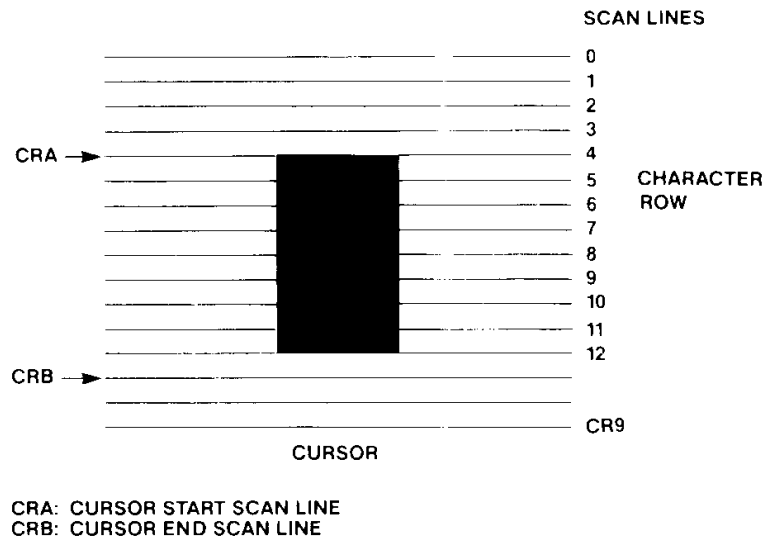 SCAN LINES
0
1
2
3
CRA
4
5
CHARACTER
6
ROW
7
8
9
10
11
12
CRB
CR9
CURSOR
CRA: CURSOR START SCAN LINE
CRB: CURSOR END SCAN LINE